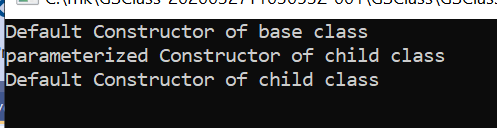 Default Constructor of base class
parameterized Constructor of child class
Default Constructor of child class